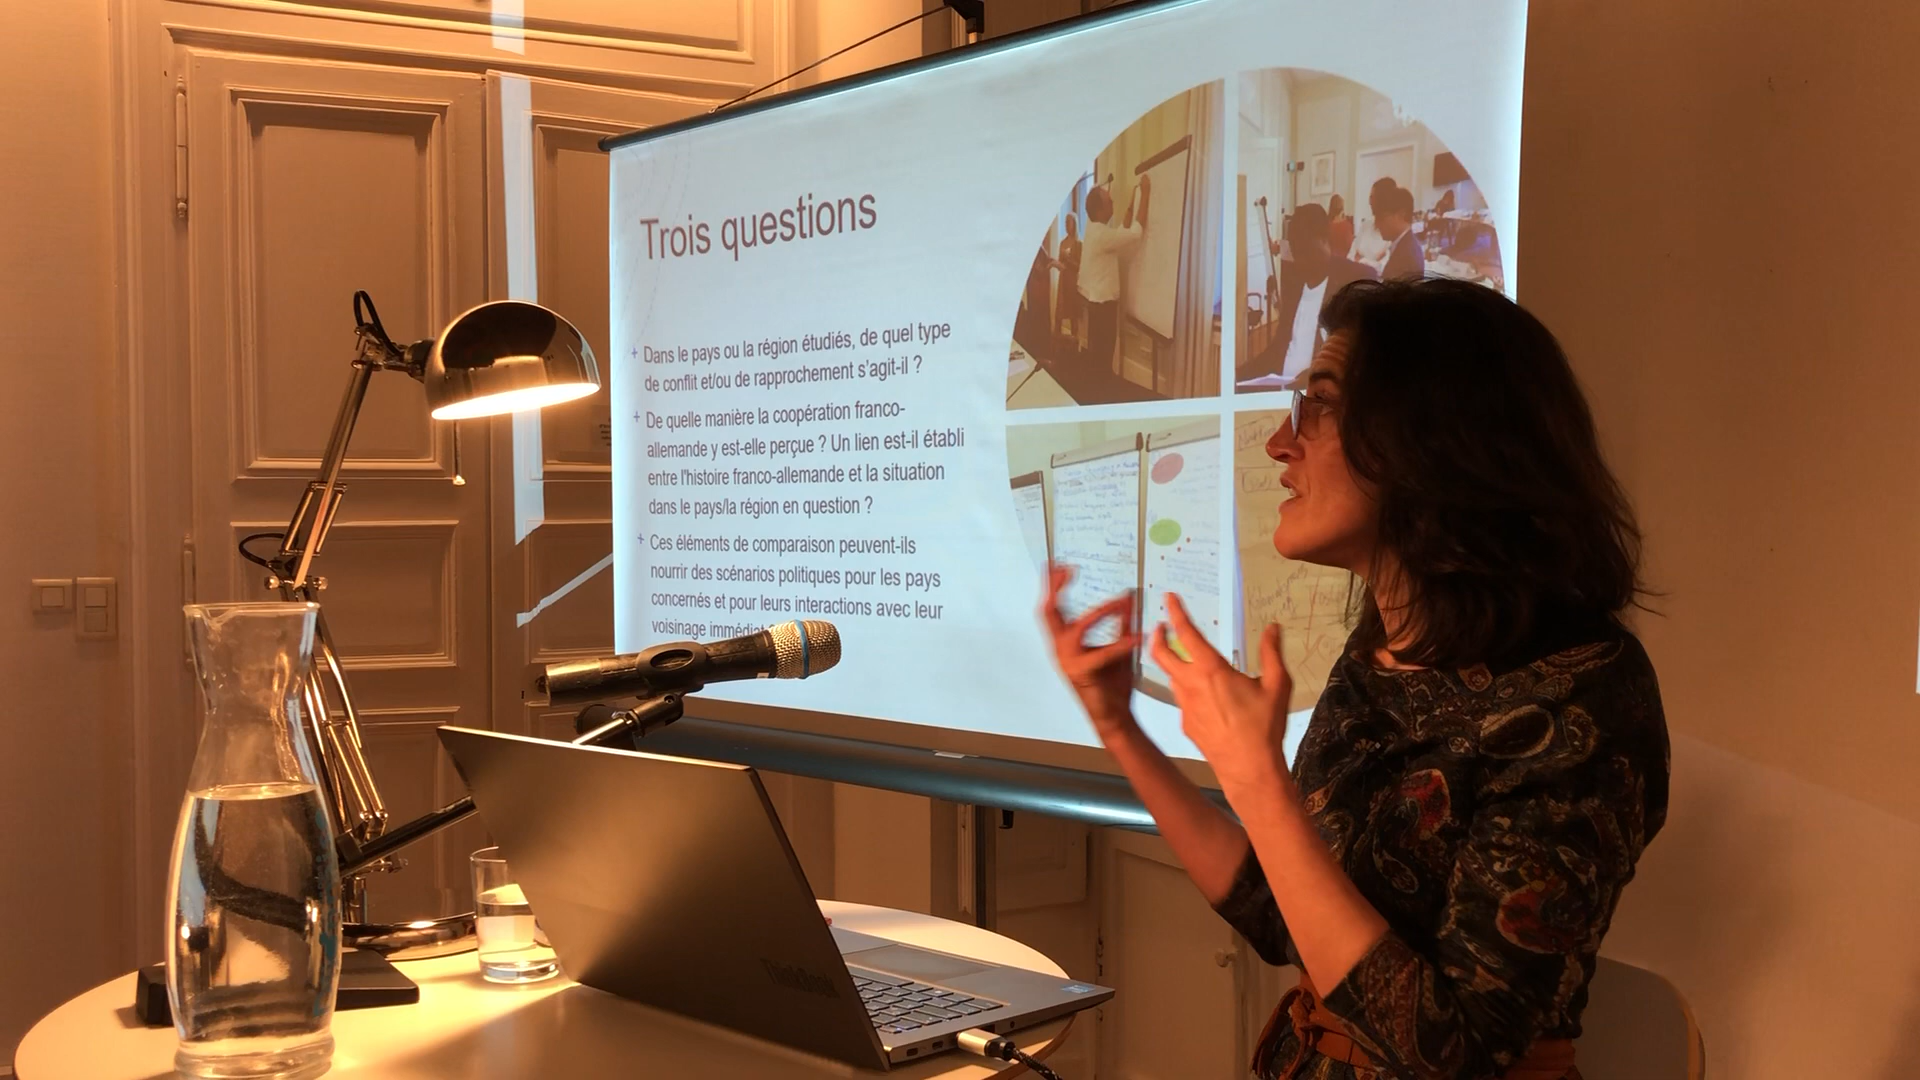 Trois questions
+ Dans le pays ou la région étudiés, de quel type
de conflit et/ou de rapprochement s'agit-il ?
+ De quelle manière la coopération franco-
allemande y est-elle perçue ? Un lien est-il établi
entre l'histoire franco-allemande et la situation
dans le pays/la région en question ?
+ Ces éléments de comparaison peuvent-ils
nourrir des scénarios politiques pour les pays
concernés et pour leurs interactions avec leur
voisinage immédiat ?
ThinkBook